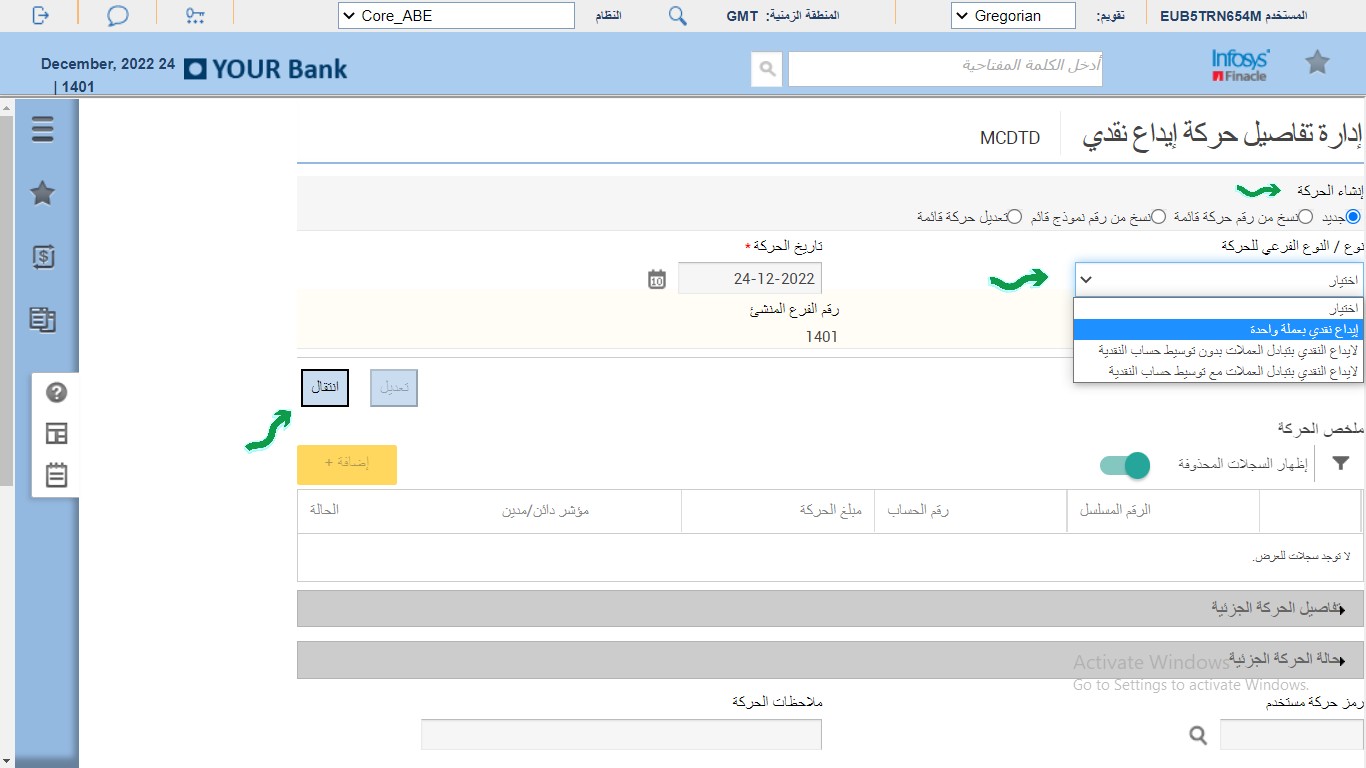 المستخدم EUB5TRN654M
تقويم: Gregorian
المنطقة الزمنية: GMT
النظام Core_ABE
Infosys
Finacle
أدخل الكلمة المفتاحية
YOUR Bank
December, 2022 24
| 1401
إدارة تفاصيل حركة إيداع نقدي MCDTD
إنشاء الحركة
جديد نسخ من رقم حركة قائمة نسخ من رقم نموذج قائم تعديل حركة قائمة
نوع / النوع الفرعي للحركة
تاريخ الحركة *
اختيار
24-12-2022
10
اختيار
إيداع نقدي بعملة واحدة
لايداع النقدي بتبادل العملات بدون توسيط حساب النقدية
لايداع النقدي بتبادل العملات مع توسيط حساب النقدية
رقم الفرع المنشئ
1401
تعديل
انتقال
ملخص الحركة
إظهار السجلات المحذوفة
إضافة +
الرقم المسلسل رقم الحساب مبلغ الحركة مؤشر دائن/مدين الحالة
لا توجد سجلات للعرض.
تفاصيل الحركة الجزئية
حالة الحركة الجزئية
Activate Windows
Go to Settings to activate Windows.
رمز حركة مستخدم
ملاحظات الحركة